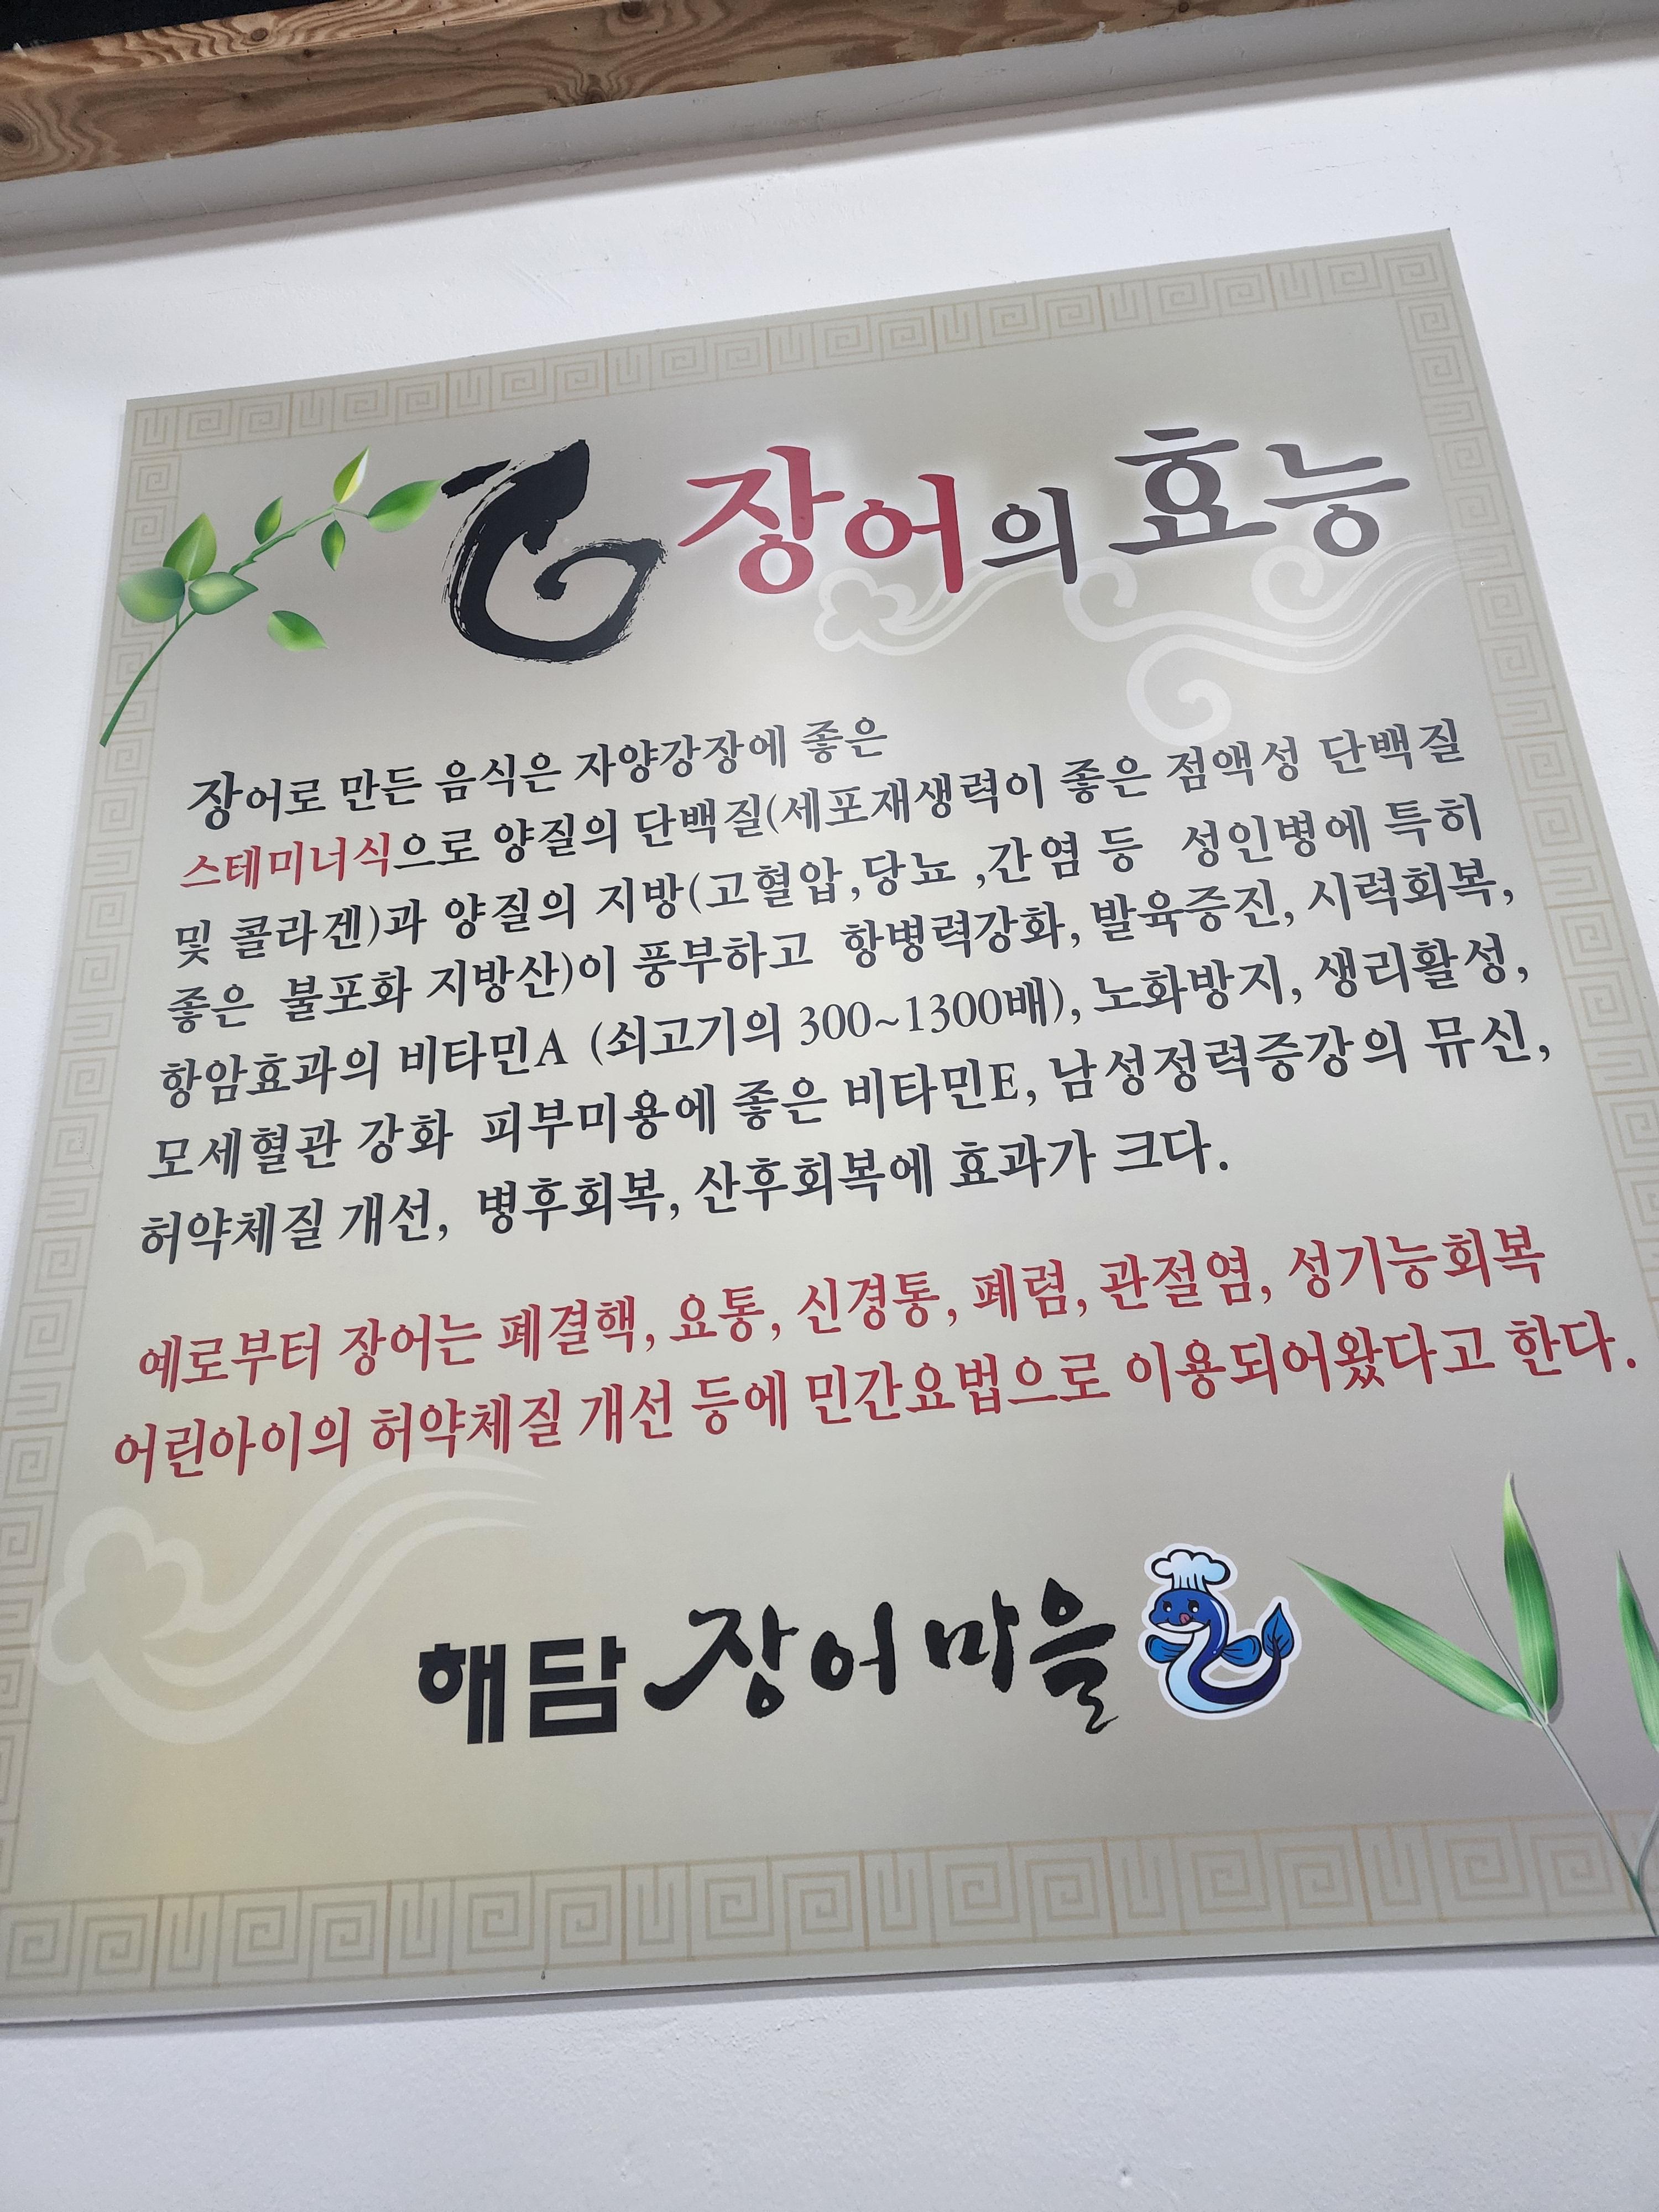 장어의 효능
장어로 만든 음식은 자양강장에 좋은
스테미너식으로 양질의 단백질(세포재생력이 좋은 점액성 단백질
및 콜라겐)과 양질의 지방(고혈압,당뇨 ,간염 등 성인병에 특히
좋은 불포화 지방산)이 풍부하고 항병력강화, 발육증진, 시력회복,
항암효과의 비타민A (쇠고기의 300~1300배), 노화방지, 생리활성,
모세혈관 강화 피부미용에 좋은 비타민E, 남성정력증강의 뮤신,
허약체질 개선, 병후회복, 산후회복에 효과가 크다.
예로부터 장어는 폐결핵, 요통, 신경통, 폐렴, 관절염, 성기능회복
어린아이의 허약체질 개선 등에 민간요법으로 이용되어왔다고 한다.
해담 장어마을